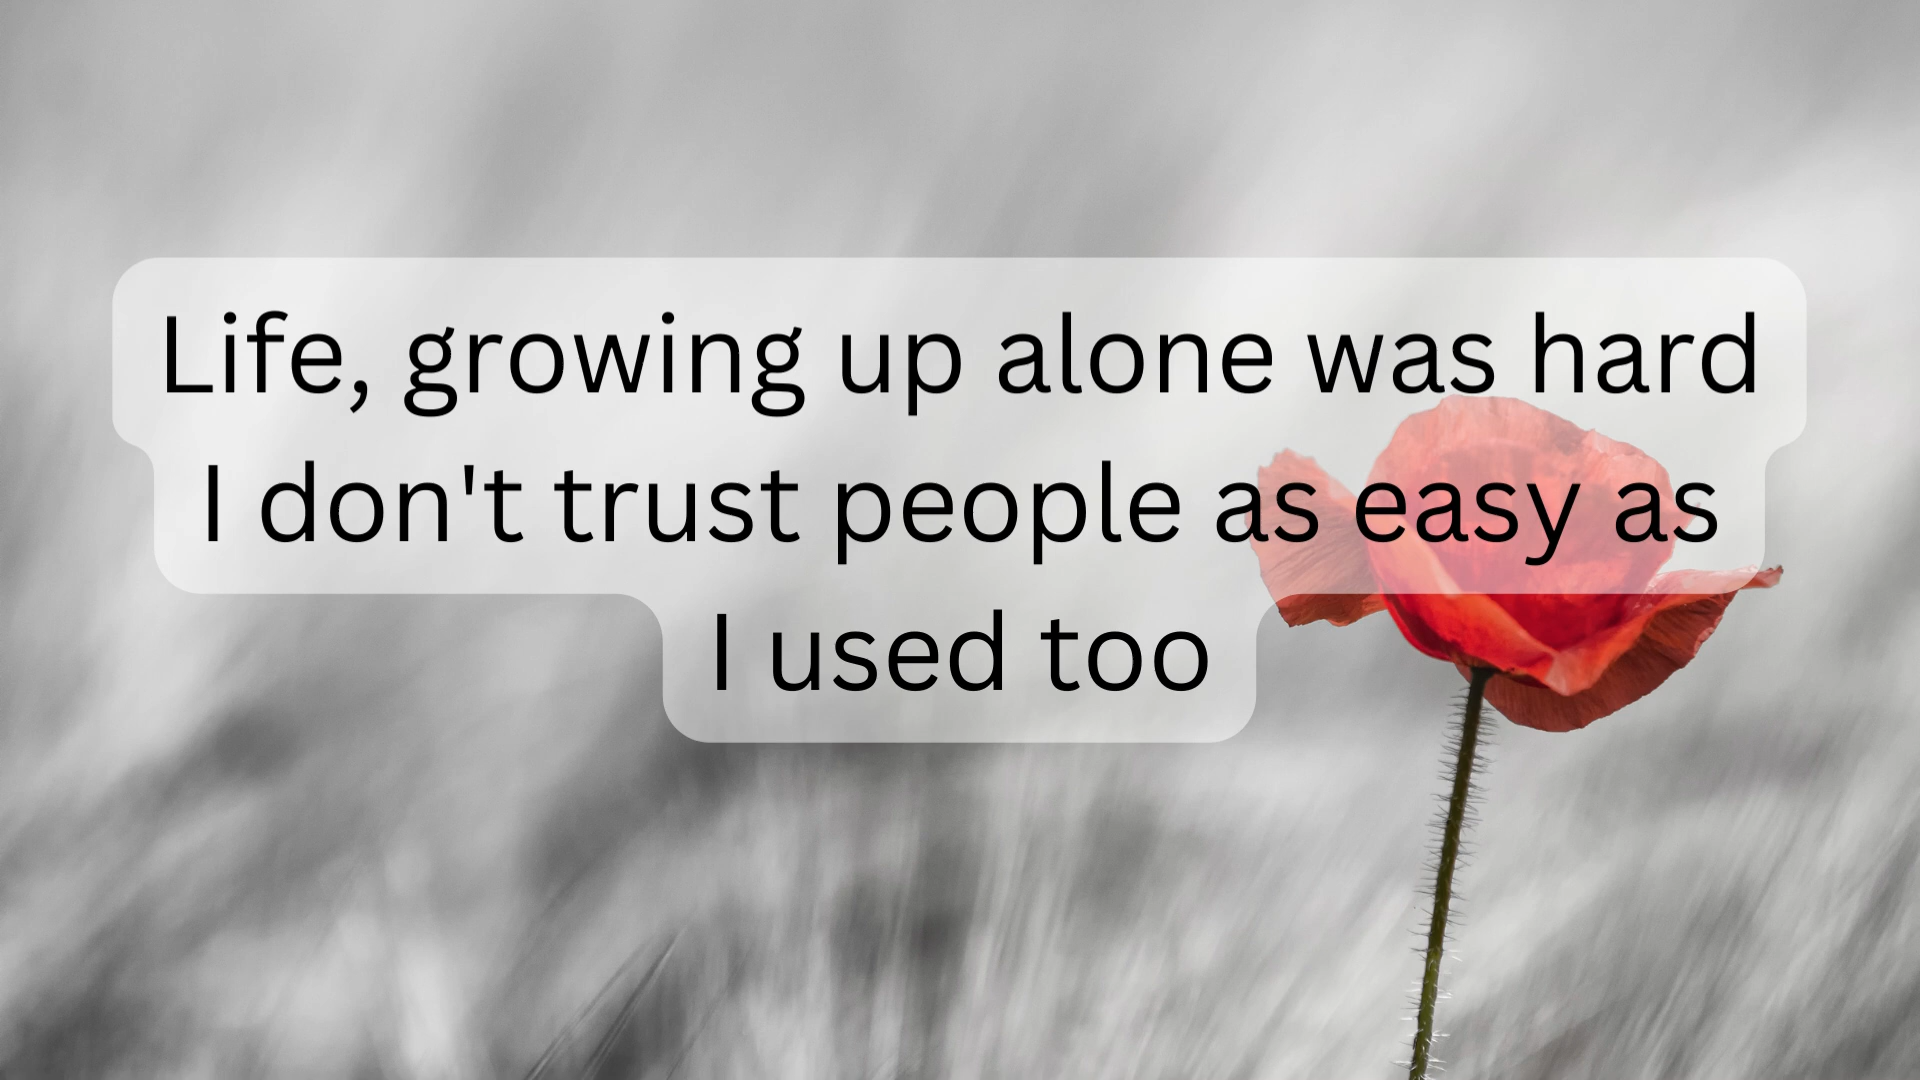 Life, growing up alone was hard
I don't trust people as easy as
I used too